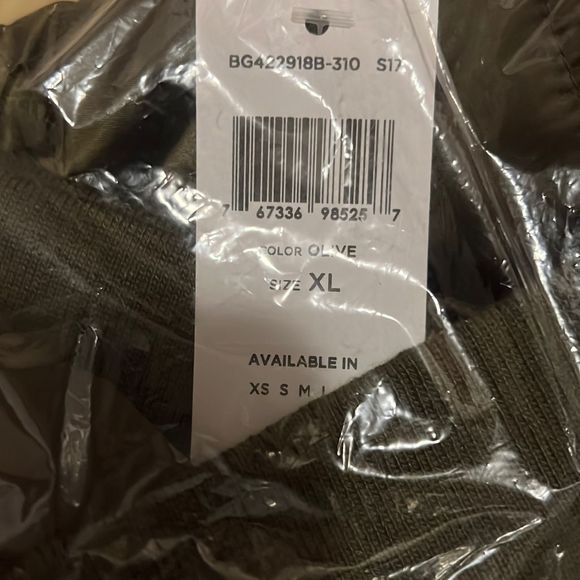 BG422918B-310 S17
7 67336 98525 7
COLOR OLIVE
SIZE XL
AVAILABLE IN
XS S M L